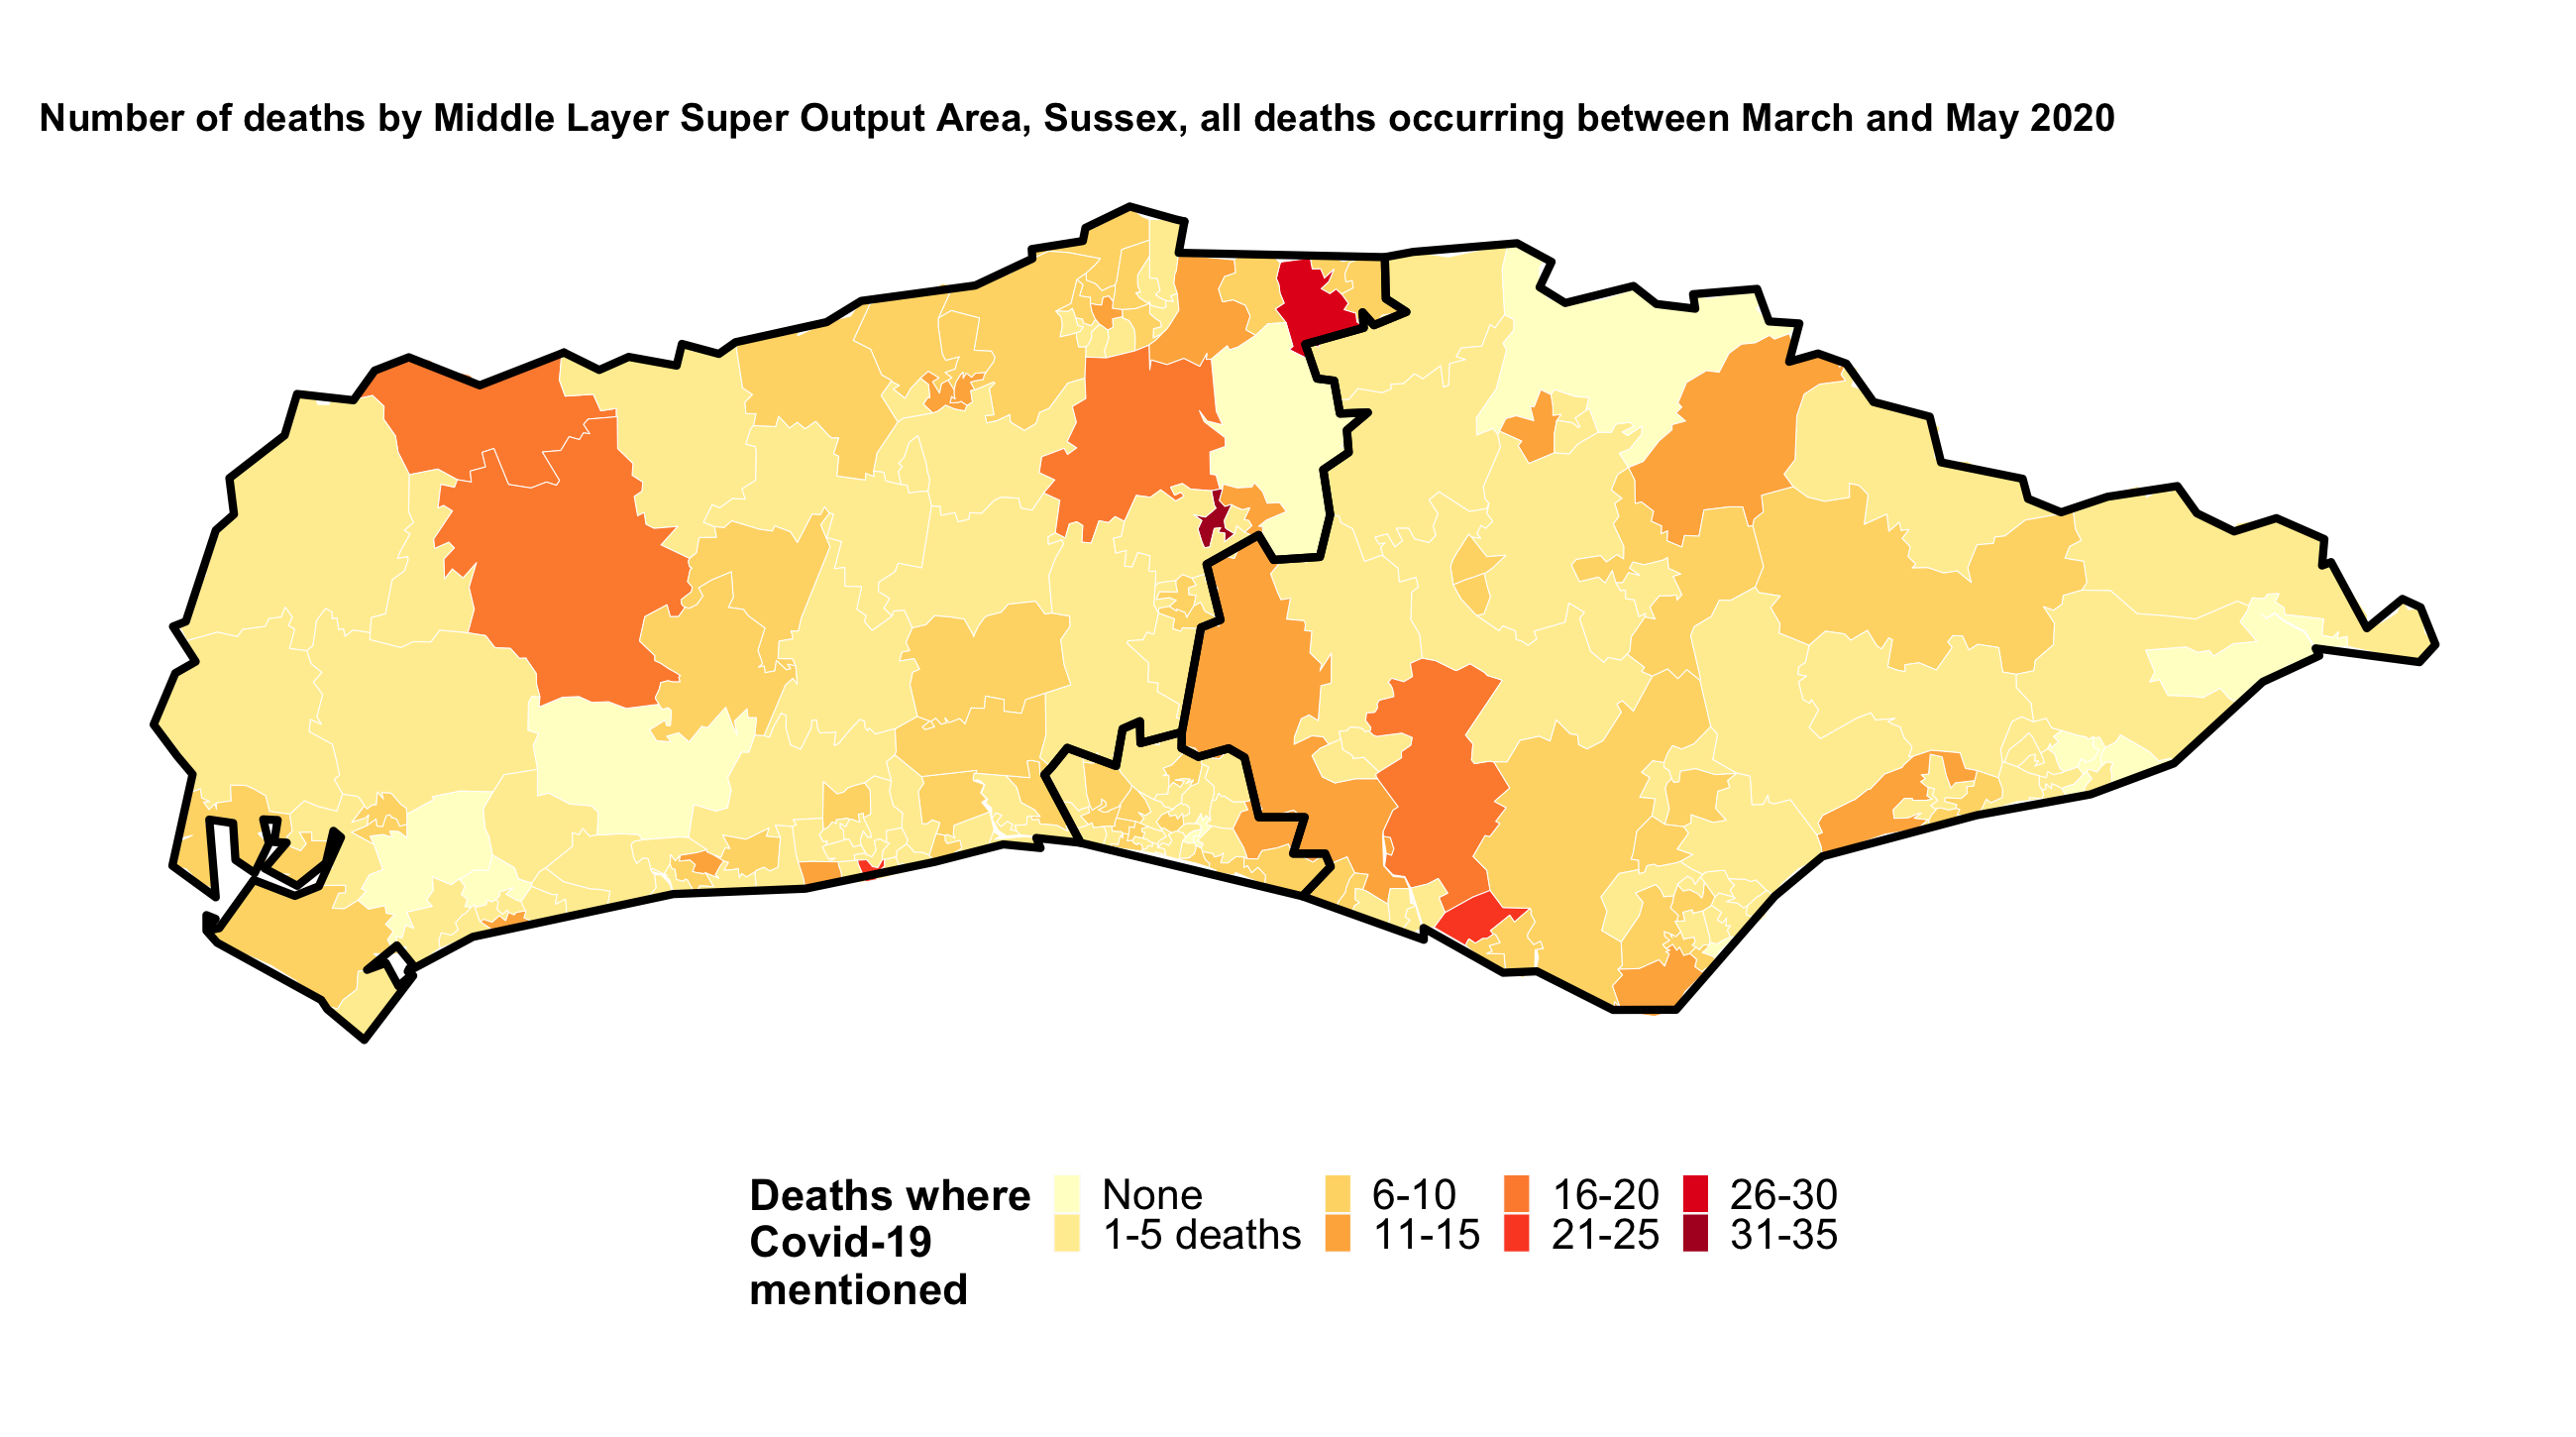 Number of deaths by Middle Layer Super Output Area, Sussex, all deaths occurring between March and May 2020
Deaths where
Covid-19
mentioned
None
1-5 deaths
6-10
11-15
16-20
21-25
26-30
31-35